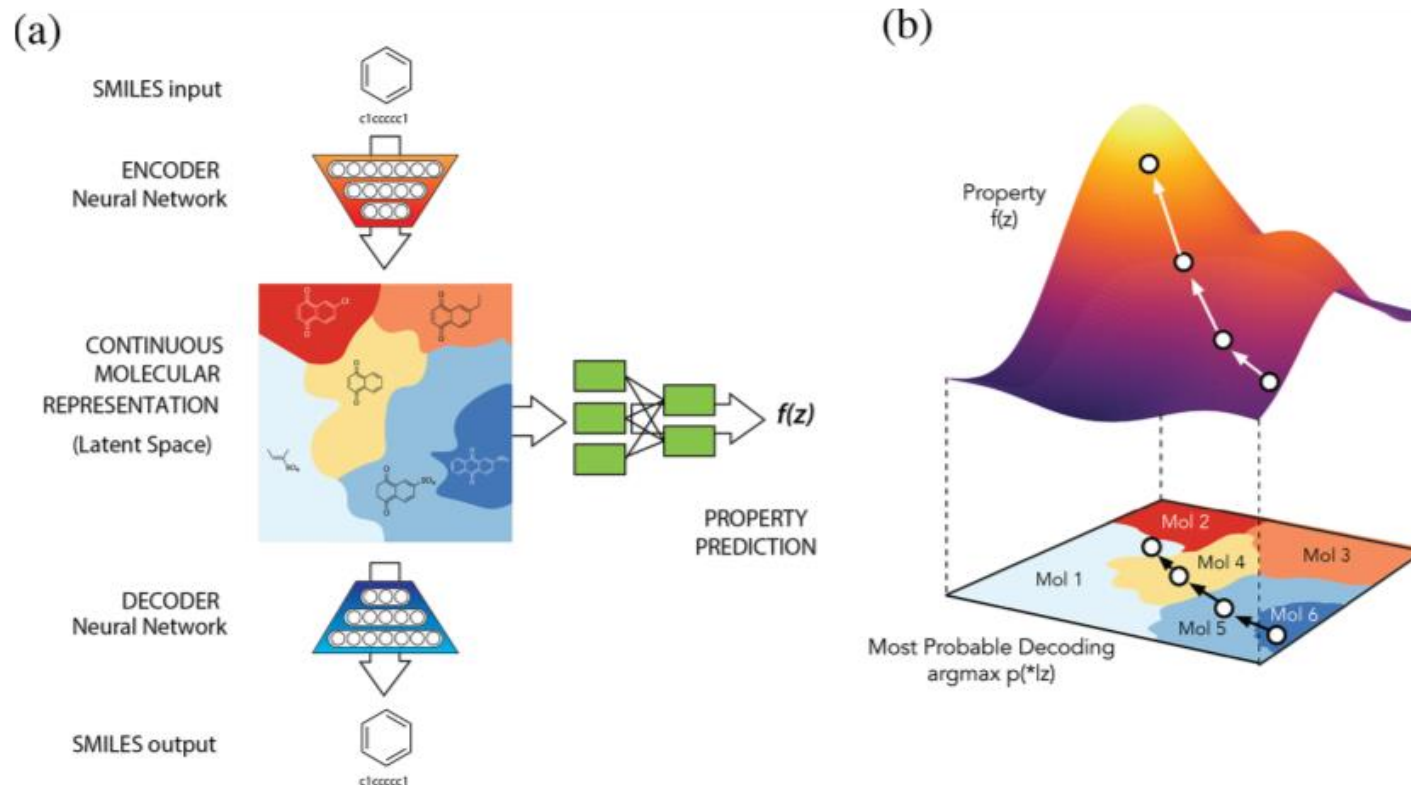 (a)
SMILES input
c1ccccc1
ENCODER
Neural Network
CONTINUOUS
MOLECULAR
REPRESENTATION
(Latent Space)
f(z)
PROPERTY
PREDICTION
DECODER
Neural Network
SMILES output
c1ccccc1
(b)
Property
f(z)
Mol 1
Mol 2
Mol 3
Mol 4
Mol 5
Mol 6
Most Probable Decoding
argmax p(*|z)